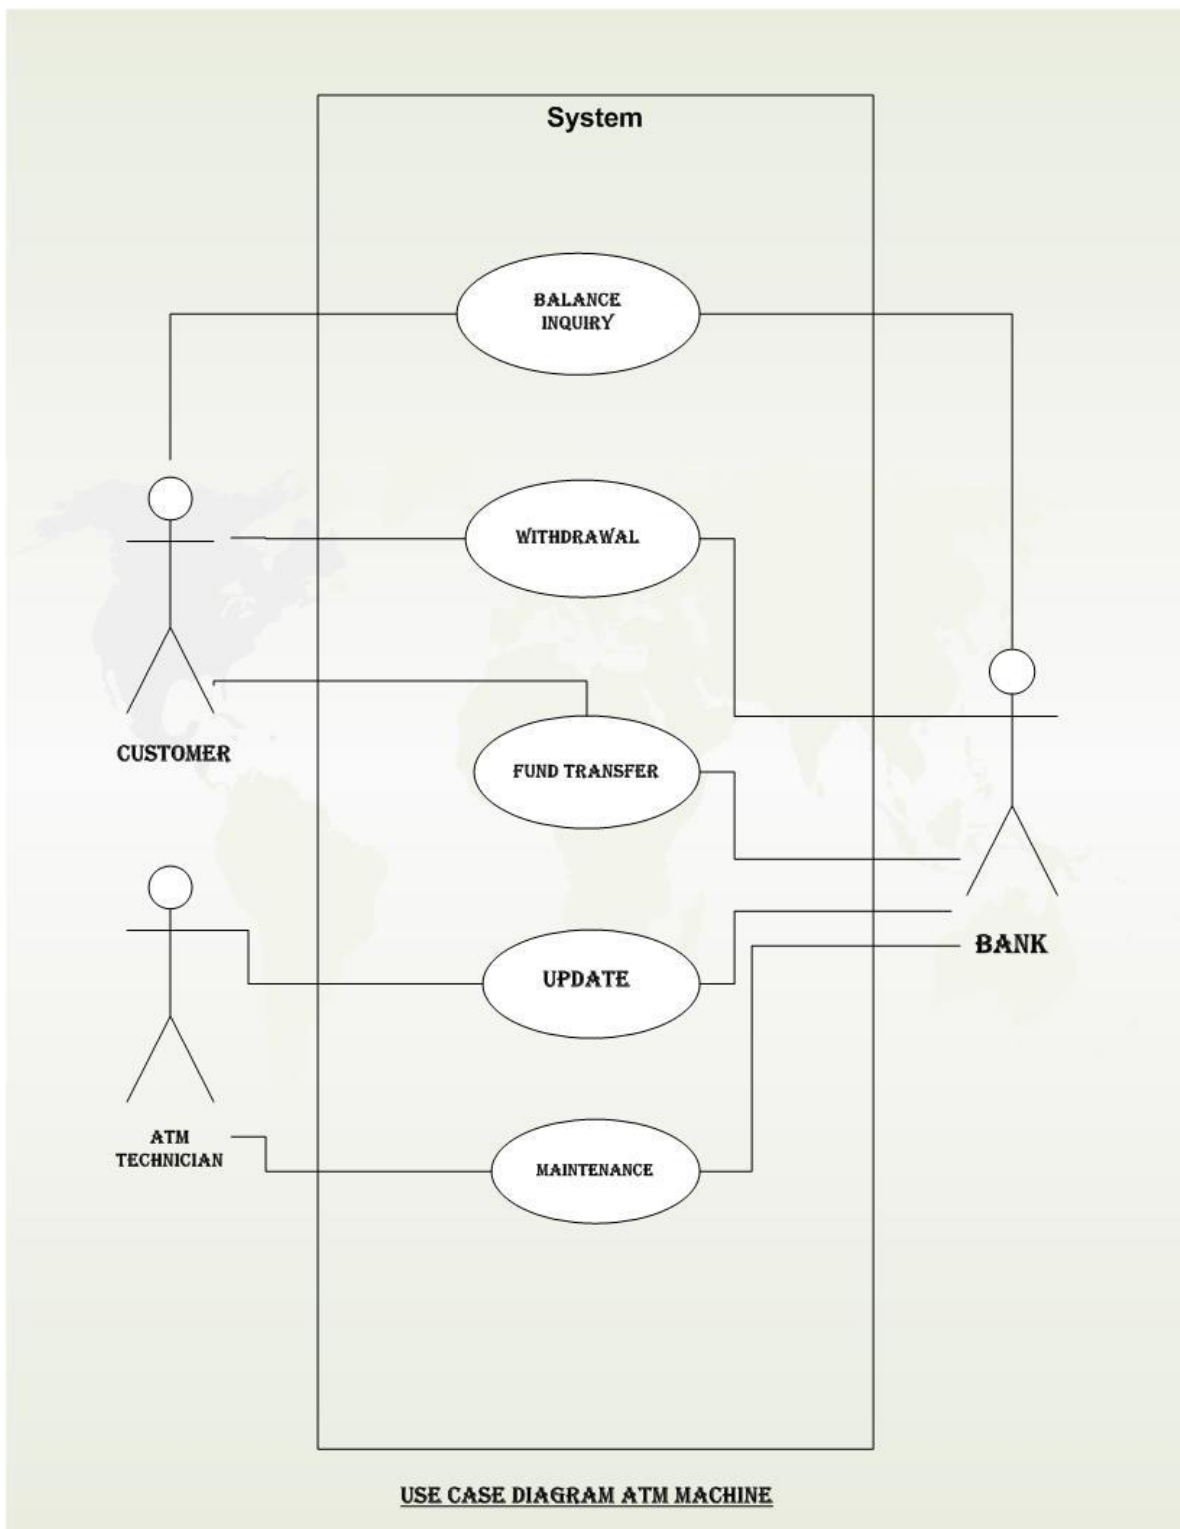 System
BALANCE
INQUIRY
WITHDRAWAL
CUSTOMER
FUND TRANSFER
BANK
UPDATE
ATM
TECHNICIAN
MAINTENANCE
USE CASE DIAGRAM ATM MACHINE